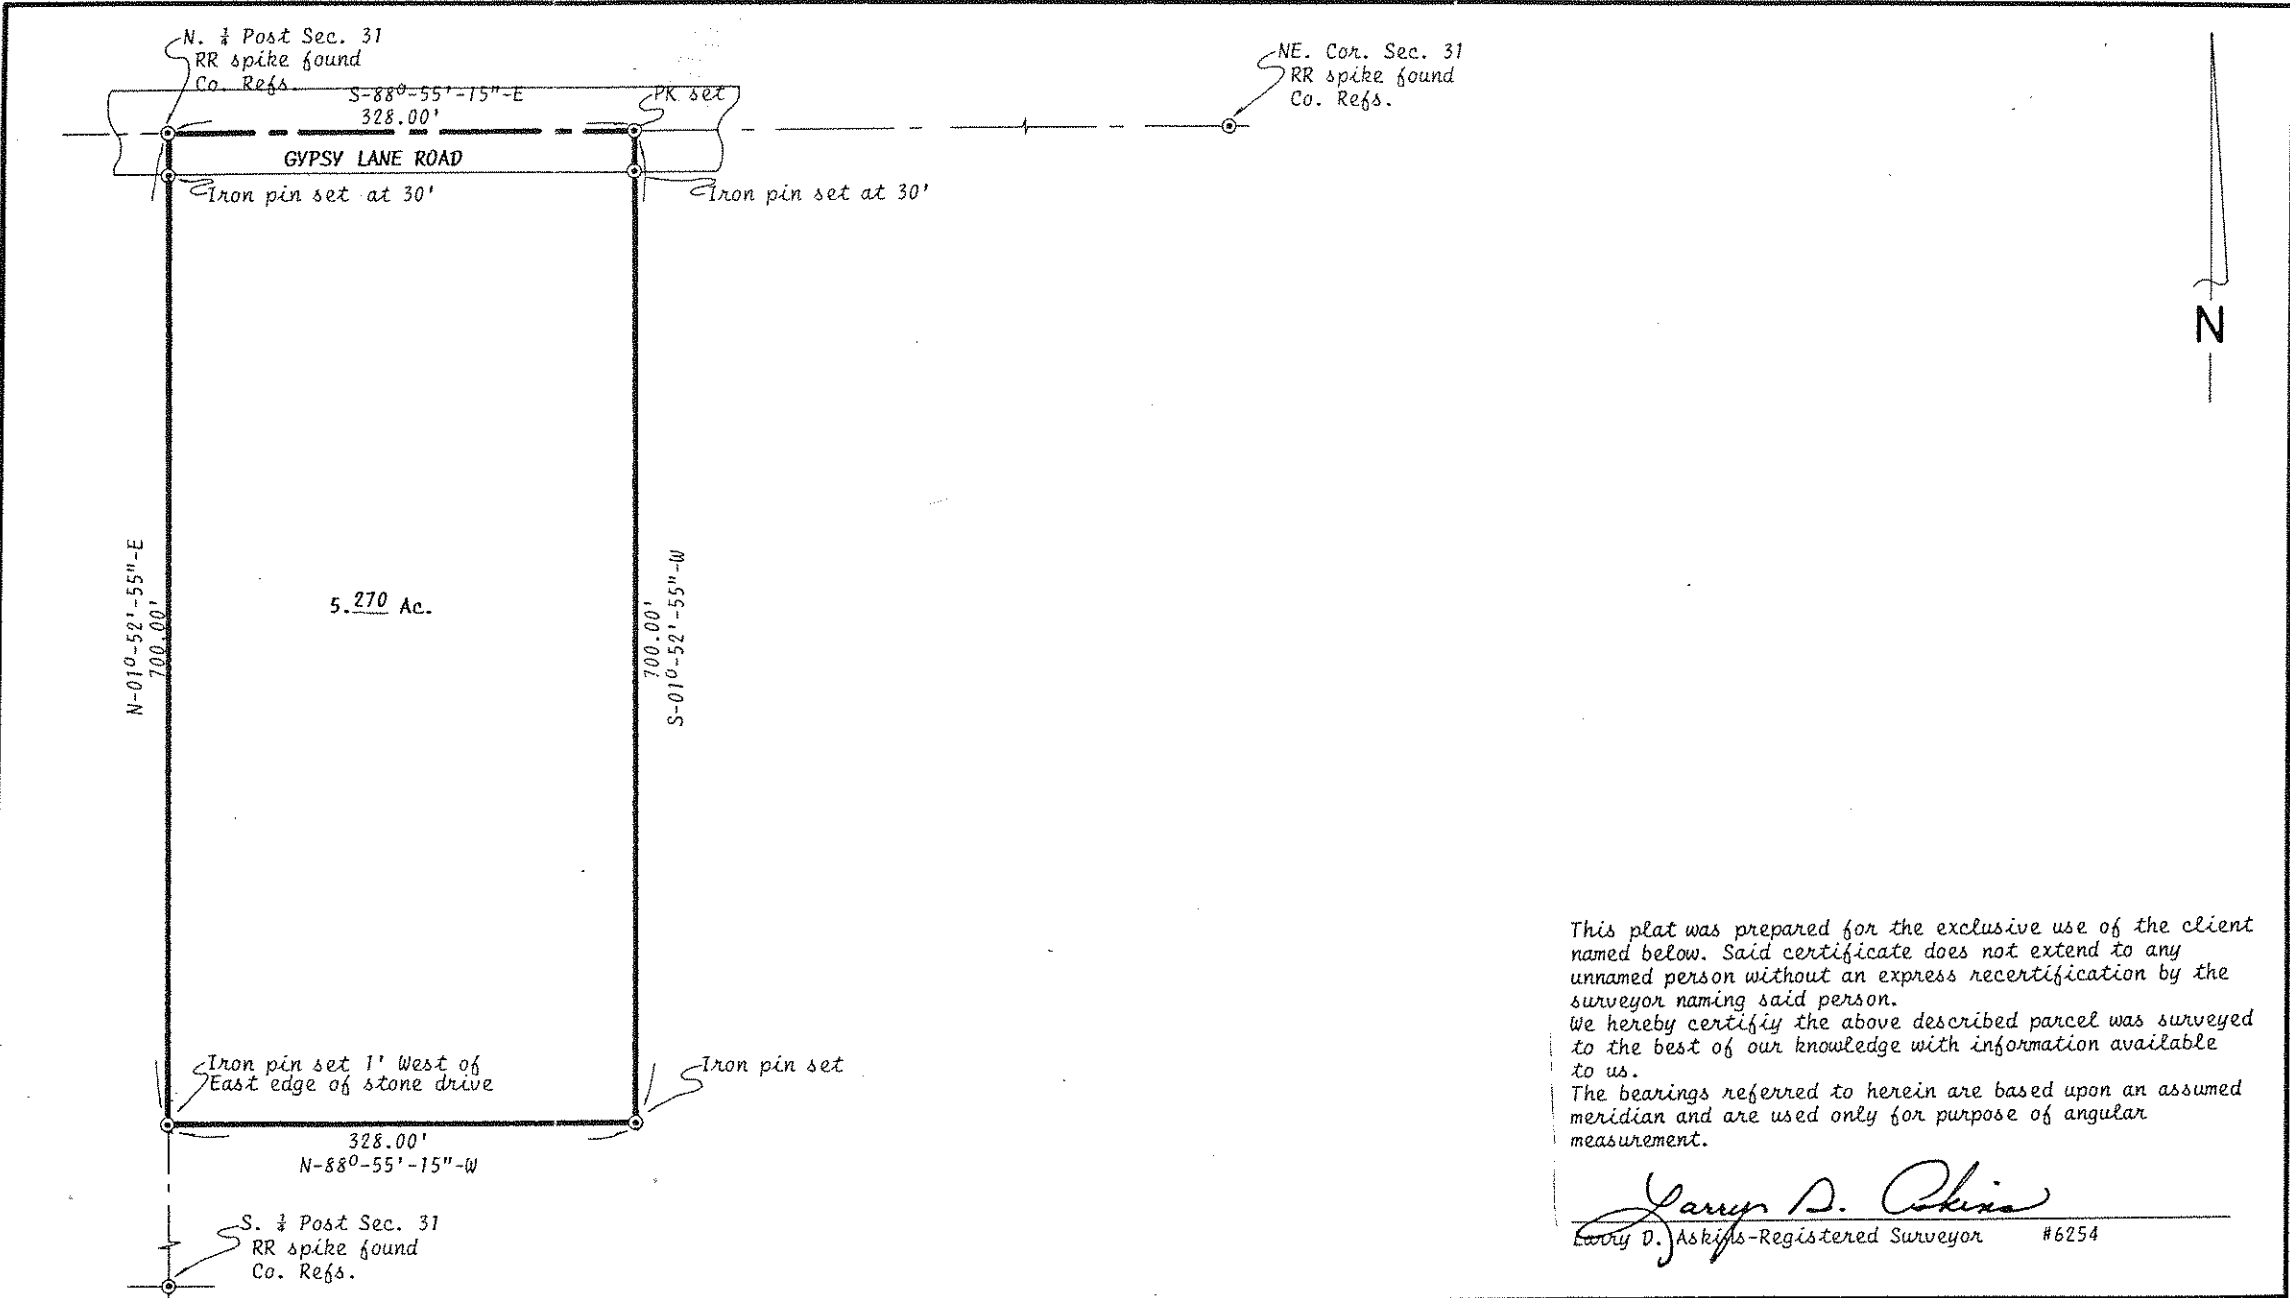 N. ¼ Post Sec. 31
RR spike found
Co. Refs.
S-88⁰-55'-15"-E
328.00'
PK set
NE. Cor. Sec. 31
RR spike found
Co. Refs.
GYPSY LANE ROAD
Iron pin set at 30'
Iron pin set at 30'
N
N-01⁰-52'-55"-E
700.00'
5.270 Ac.
700.00'
S-01⁰-52'-55"-W
Iron pin set 1' West of
East edge of stone drive
Iron pin set
328.00'
N-88⁰-55'-15"-W
S. ¼ Post Sec. 31
RR spike found
Co. Refs.
This plat was prepared for the exclusive use of the client
named below. Said certificate does not extend to any
unnamed person without an express recertification by the
surveyor naming said person.
We hereby certifiy the above described parcel was surveyed
to the best of our knowledge with information available
to us.
The bearings referred to herein are based upon an assumed
meridian and are used only for purpose of angular
measurement.
Larry D. Askins
Larry D. Askins-Registered Surveyor #6254